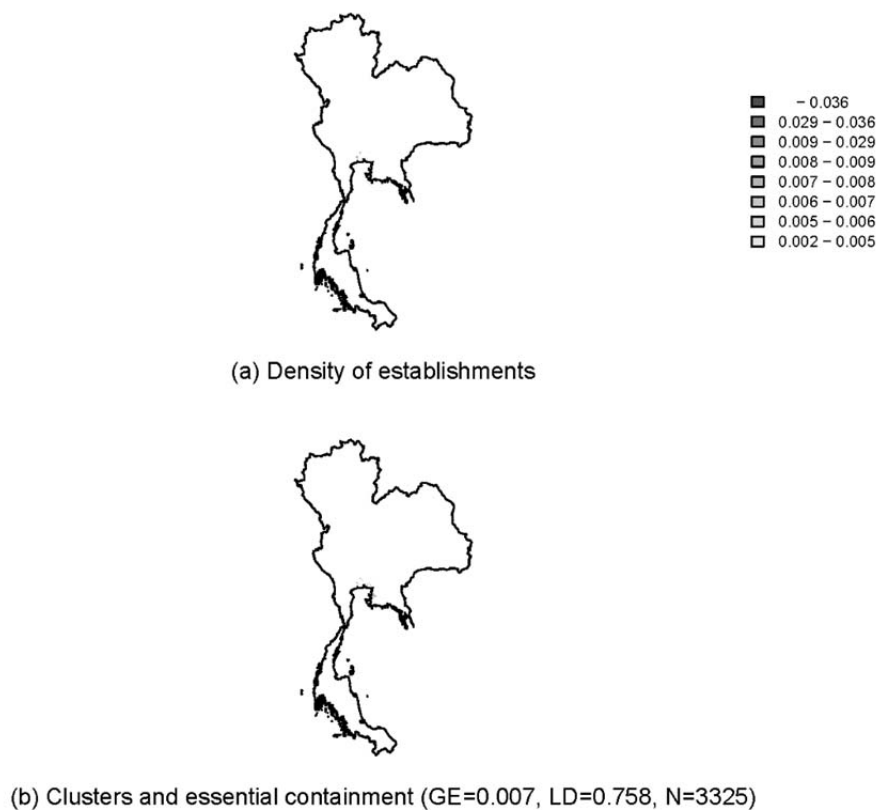 − 0.036
0.029 − 0.036
0.009 − 0.029
0.008 − 0.009
0.007 − 0.008
0.006 − 0.007
0.005 − 0.006
0.002 − 0.005
(a) Density of establishments
(b) Clusters and essential containment (GE=0.007, LD=0.758, N=3325)